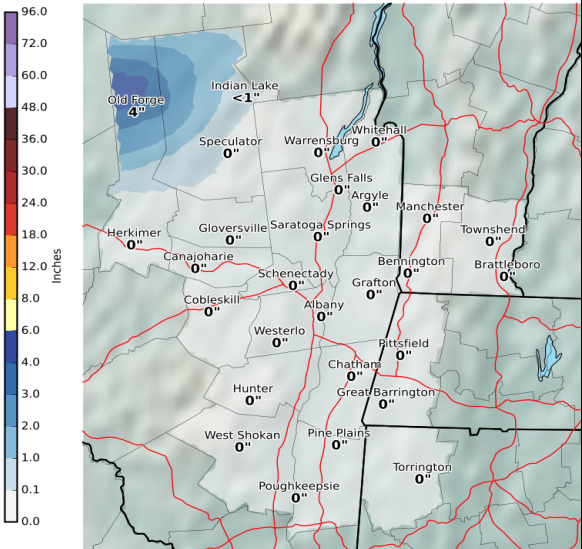 96.0
72.0
60.0
48.0
36.0
30.0
24.0
18.0
12.0
8.0
6.0
4.0
3.0
2.0
1.0
0.1
0.0
Inches
Old Forge
4"
Indian Lake
<1"
Speculator
0"
Warrensburg
0"
Whitehall
0"
Glens Falls
0"
Argyle
0"
Manchester
0"
Herkimer
0"
Gloversville
0"
Saratoga Springs
0"
Townshend
0"
Canajoharie
0"
Bennington
0"
Brattleboro
0"
Schenectady
0"
Grafton
0"
Cobleskill
0"
Albany
0"
Westerlo
0"
Pittsfield
0"
Chatham
0"
Hunter
0"
Great Barrington
0"
West Shokan
0"
Pine Plains
0"
Torrington
0"
Poughkeepsie
0"